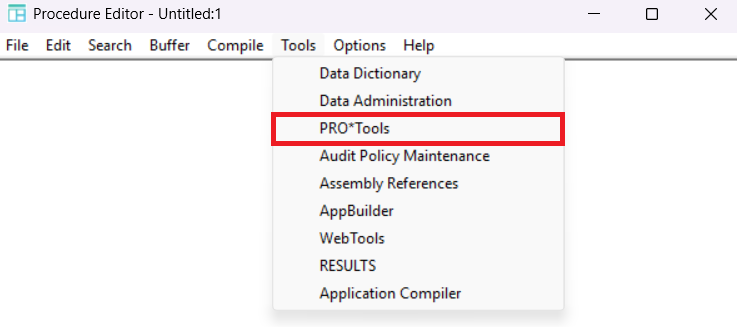 Procedure Editor - Untitled:1
File Edit Search Buffer Compile Tools Options Help
Data Dictionary
Data Administration
PRO*Tools
Audit Policy Maintenance
Assembly References
AppBuilder
WebTools
RESULTS
Application Compiler